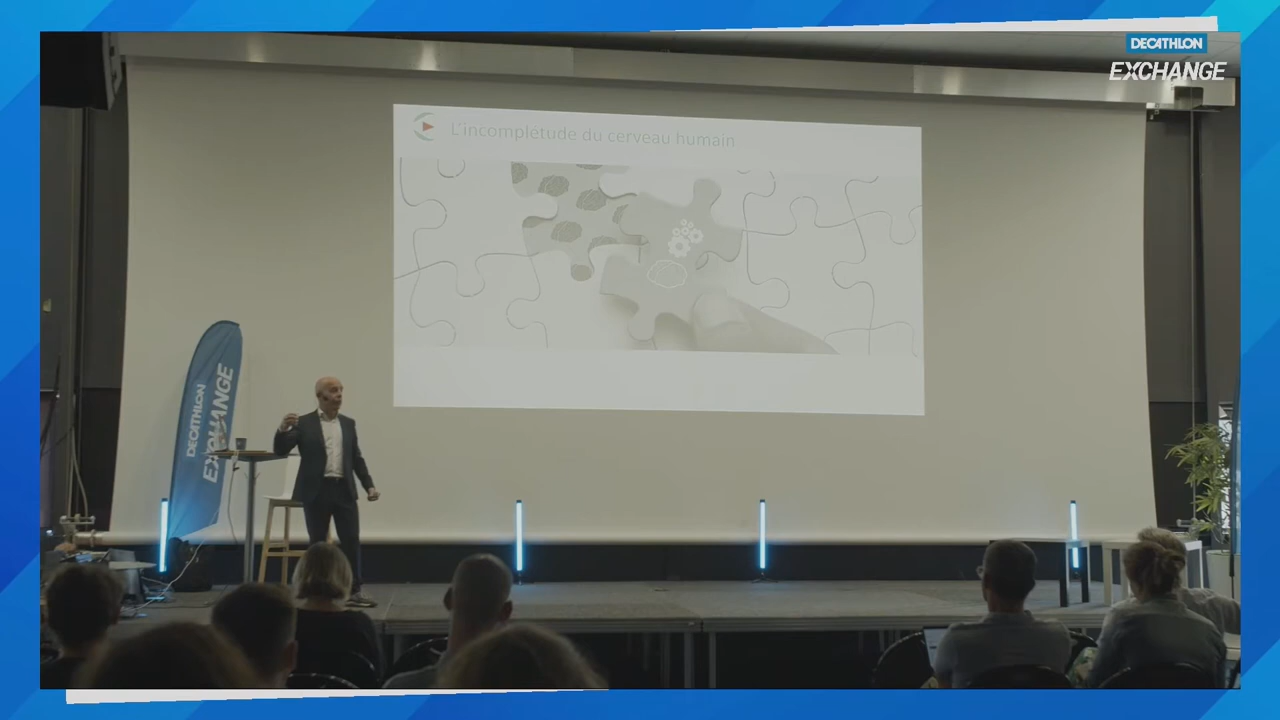 DECATHLON
EXCHANGE
L'incomplétude du cerveau humain
DECATHLON
EXCHANGE